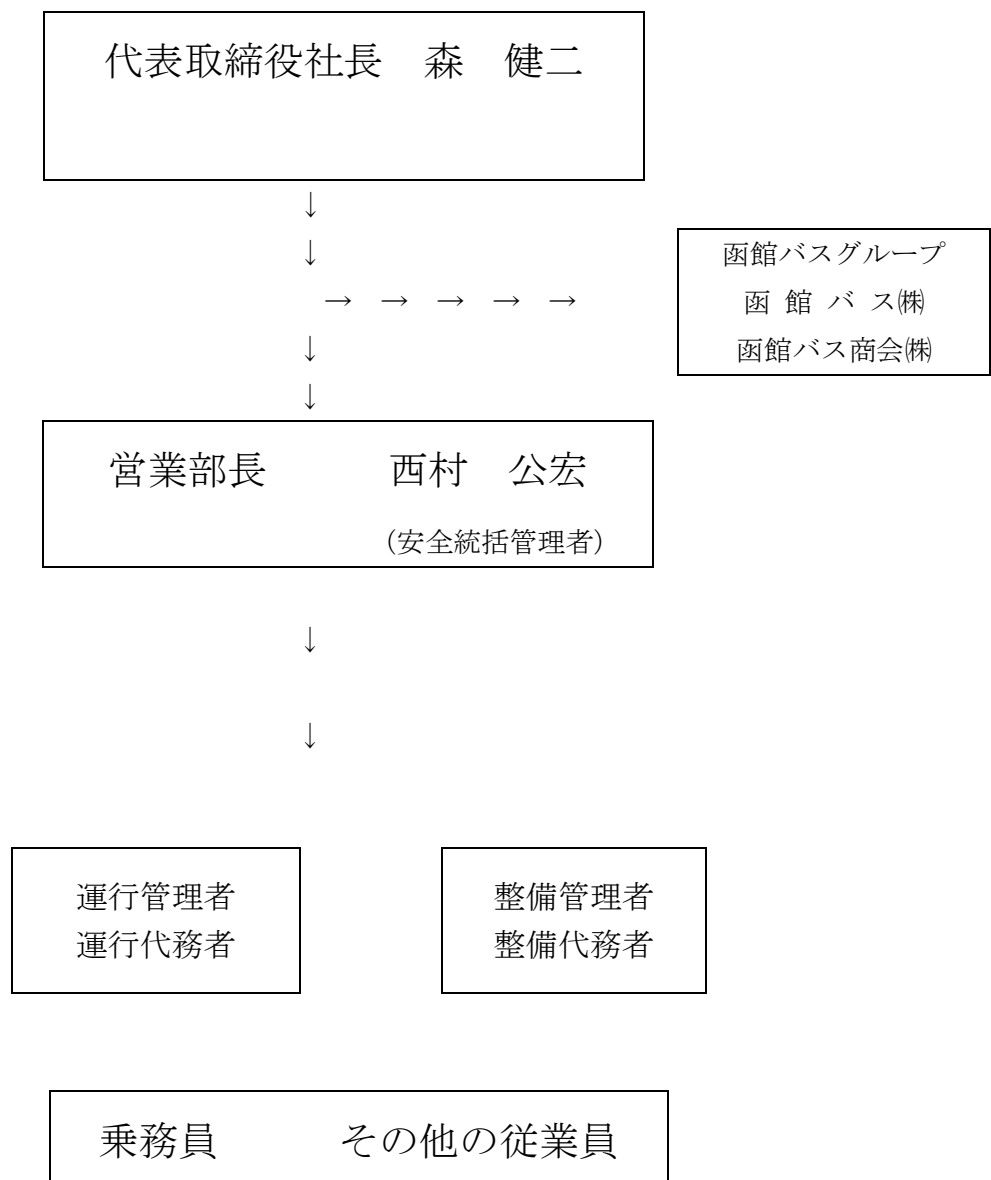 代表取締役社長　森　健二
↓
↓
函館バスグループ
→　→　→　→　→
函 館 バ ス㈱
函館バス商会㈱
↓
↓
営業部長　　　西村　公宏
（安全統括管理者）
↓
↓
運行管理者
運行代務者
整備管理者
整備代務者
乗務員　　　その他の従業員